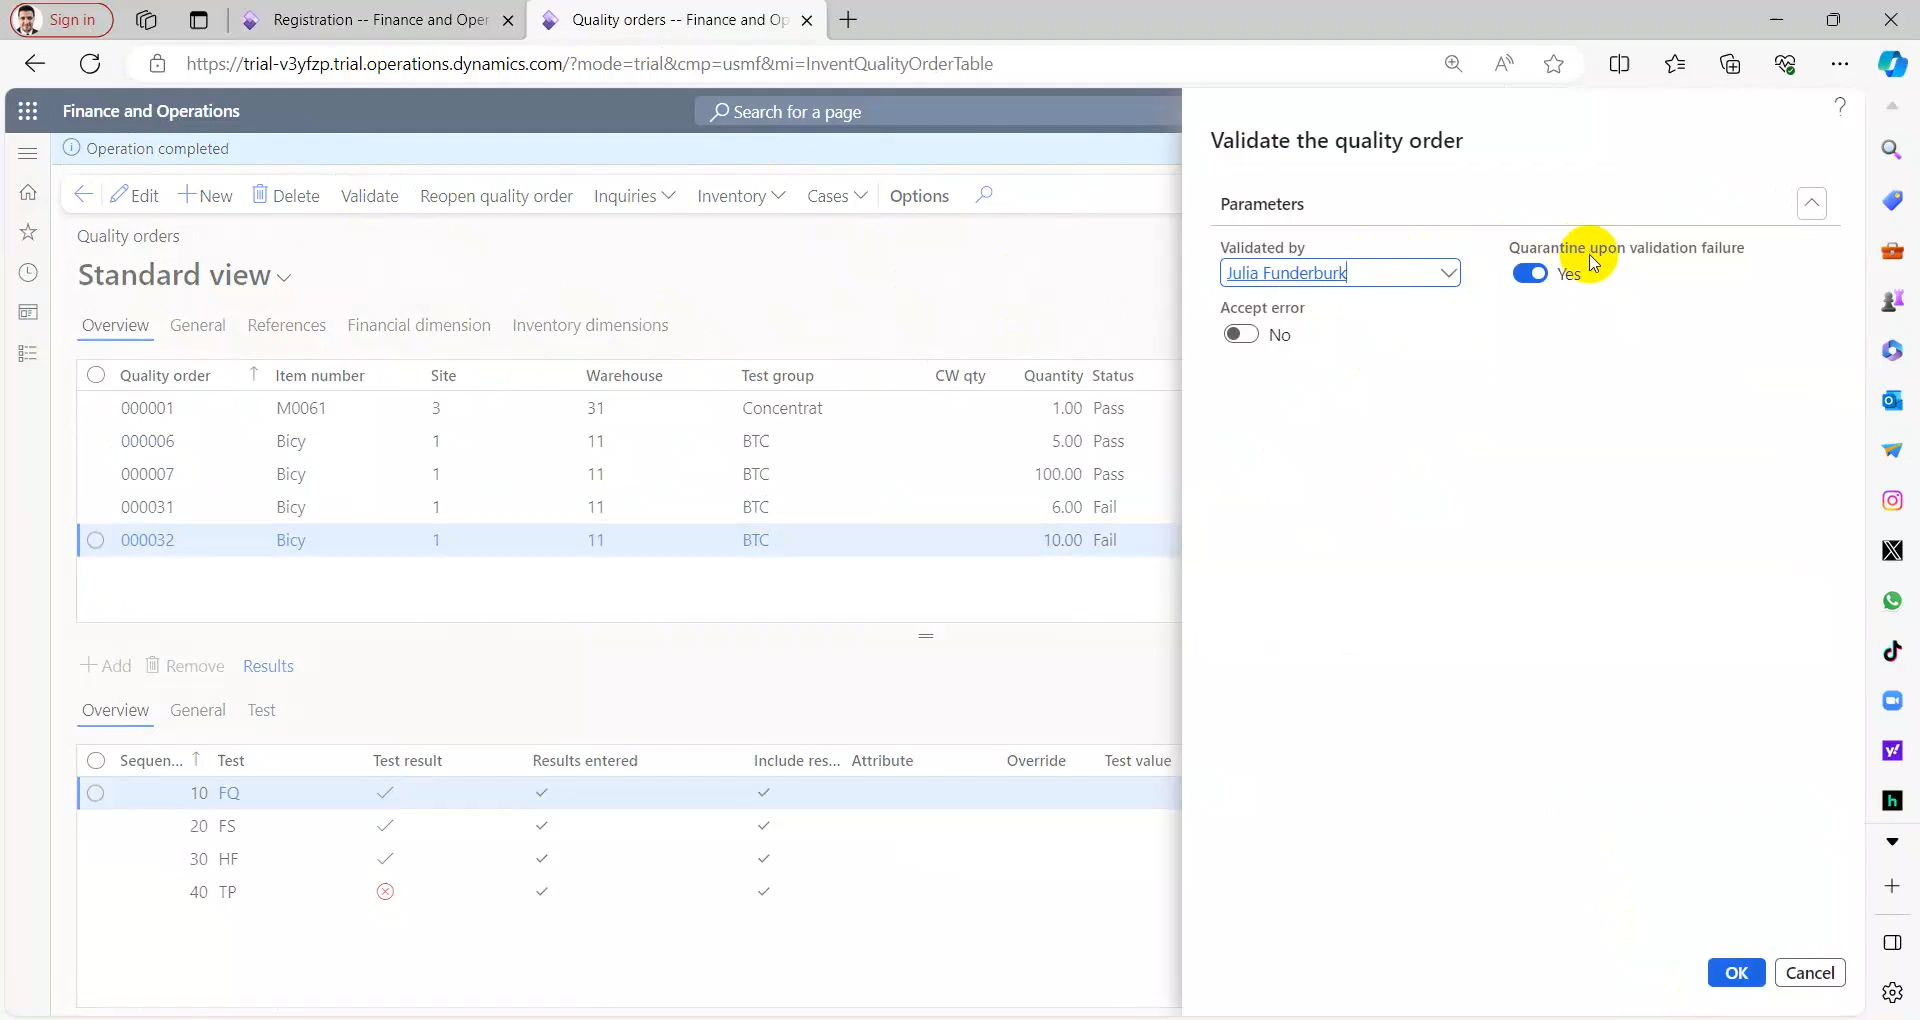 Sign in
Registration -- Finance and Oper
Quality orders -- Finance and Op
https://trial-v3yfzp.trial.operations.dynamics.com/?mode=trial&cmp=usmf&mi=InventQualityOrderTable
Finance and Operations
Search for a page
Operation completed
Edit New Delete Validate Reopen quality order Inquiries Inventory Cases Options
Quality orders
Standard view
Overview General References Financial dimension Inventory dimensions
Quality order Item number Site Warehouse Test group CW qty Quantity Status
000001 M0061 3 31 Concentrat 1.00 Pass
000006 Bicy 1 11 BTC 5.00 Pass
000007 Bicy 1 11 BTC 100.00 Pass
000031 Bicy 1 11 BTC 6.00 Fail
000032 Bicy 1 11 BTC 10.00 Fail
Add Remove Results
Overview General Test
Sequen... Test Test result Results entered Include res... Attribute Override Test value
10 FQ
20 FS
30 HF
40 TP
?
Validate the quality order
Parameters
Validated by
Julia Funderburk
Quarantine upon validation failure
Yes
Accept error
No
OK Cancel